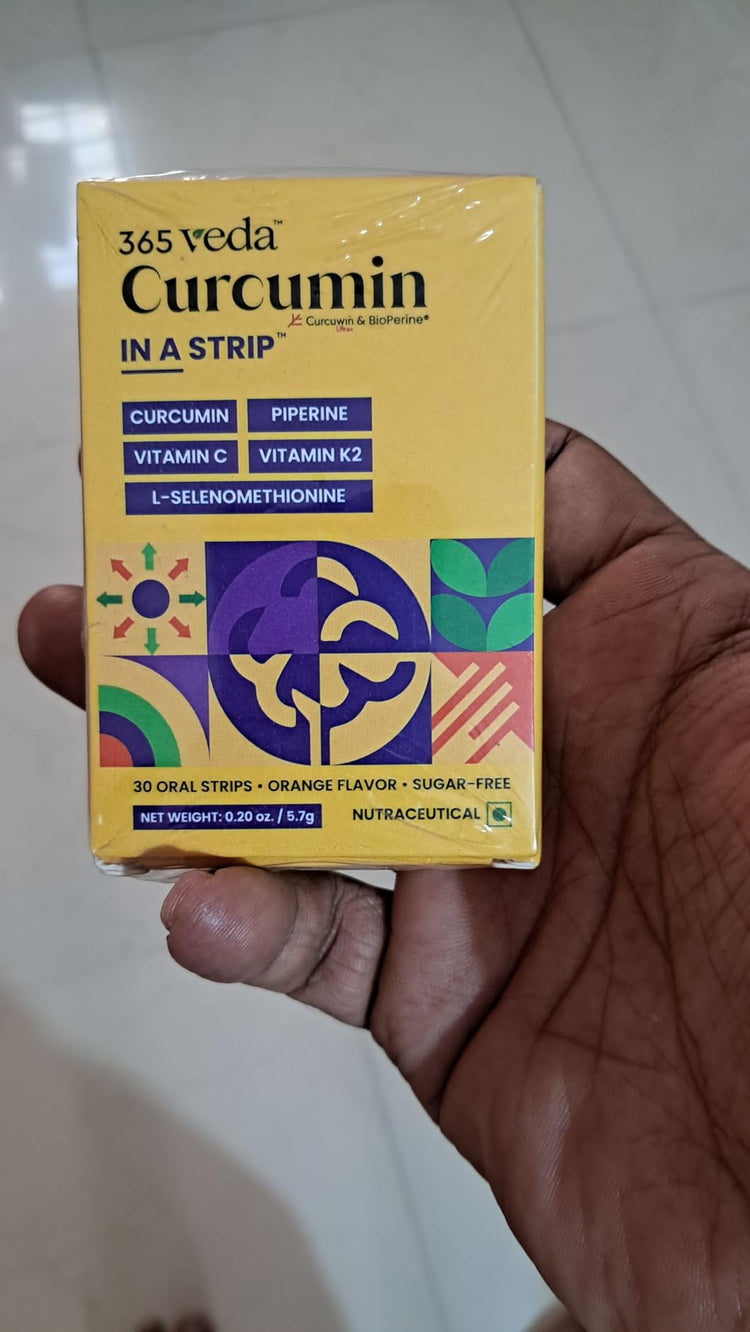 365 veda™
Curcumin
Curcuwin & BioPerine®
Ultra+
IN A STRIP™
CURCUMIN PIPERINE
VITAMIN C VITAMIN K2
L-SELENOMETHIONINE
30 ORAL STRIPS • ORANGE FLAVOR • SUGAR-FREE
NET WEIGHT: 0.20 oz. / 5.7g NUTRACEUTICAL